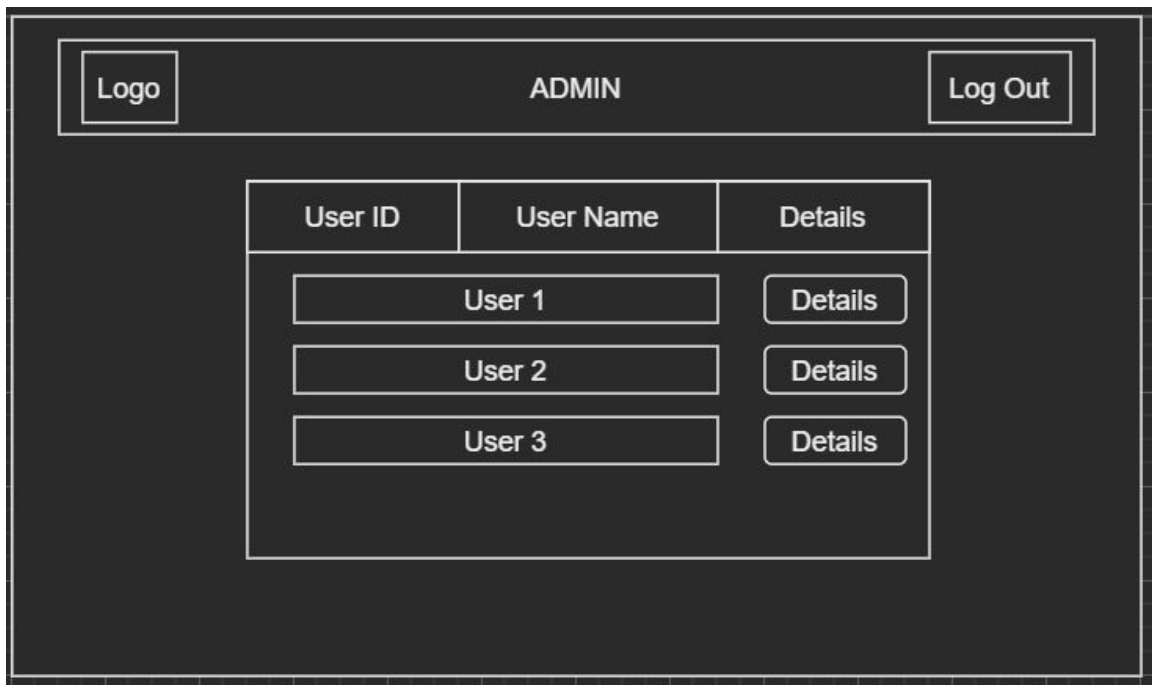 Logo ADMIN Log Out
User ID User Name Details
User 1 Details
User 2 Details
User 3 Details